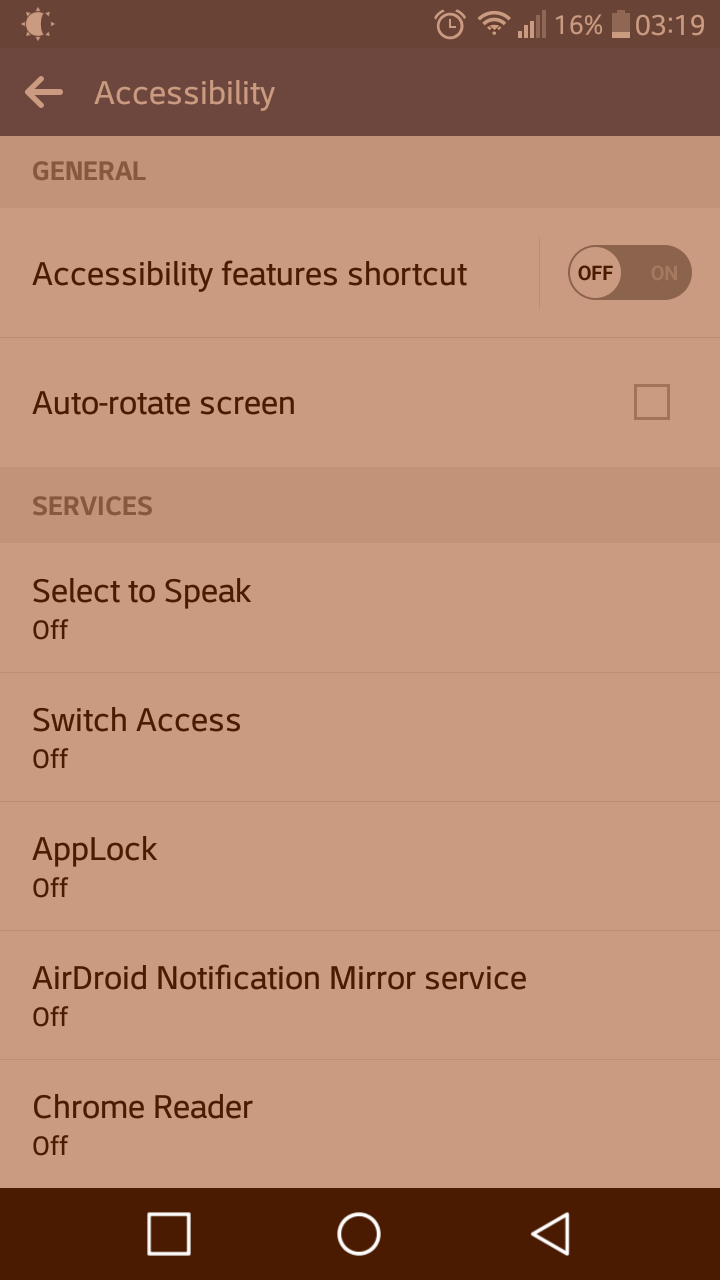 16% 03:19
Accessibility
GENERAL
Accessibility features shortcut
OFF ON
Auto-rotate screen
SERVICES
Select to Speak
Off
Switch Access
Off
AppLock
Off
AirDroid Notification Mirror service
Off
Chrome Reader
Off